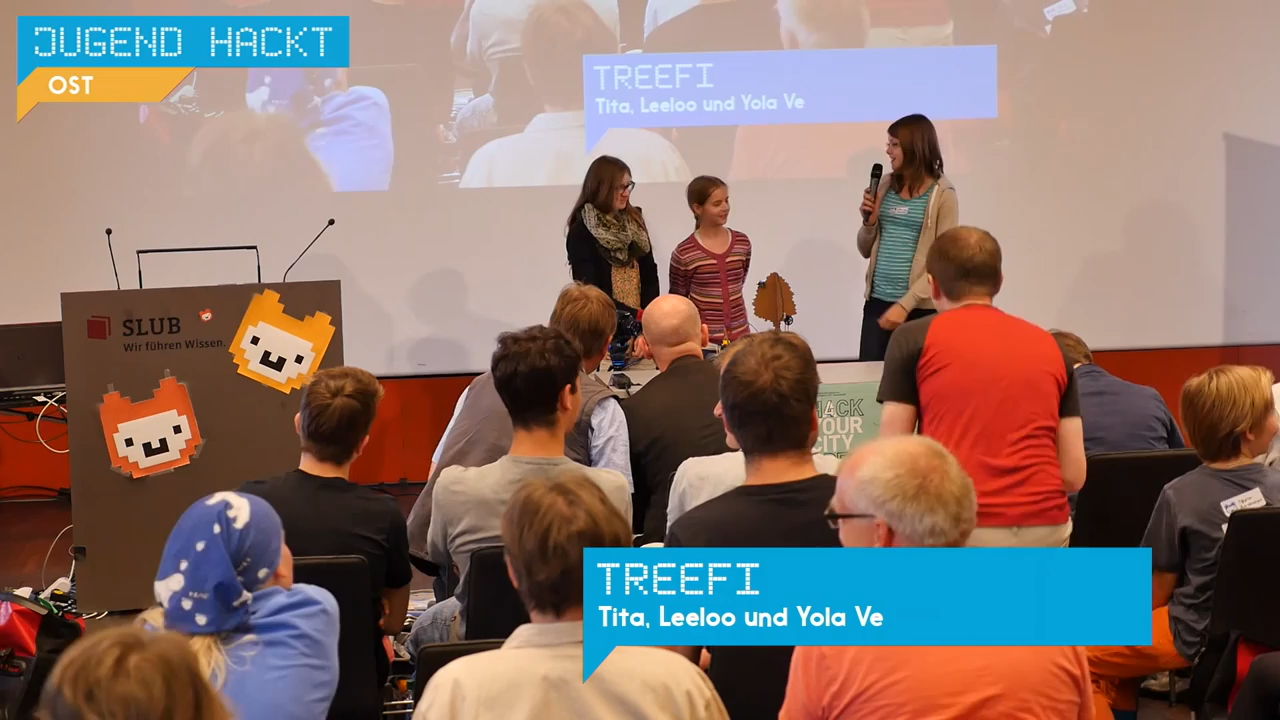 JUGEND HACKT
OST
TREEFI
Tita, Leeloo und Yola Ve
SLUB
Wir führen Wissen.
HACK
YOUR
CITY
TREEFI
Tita, Leeloo und Yola Ve